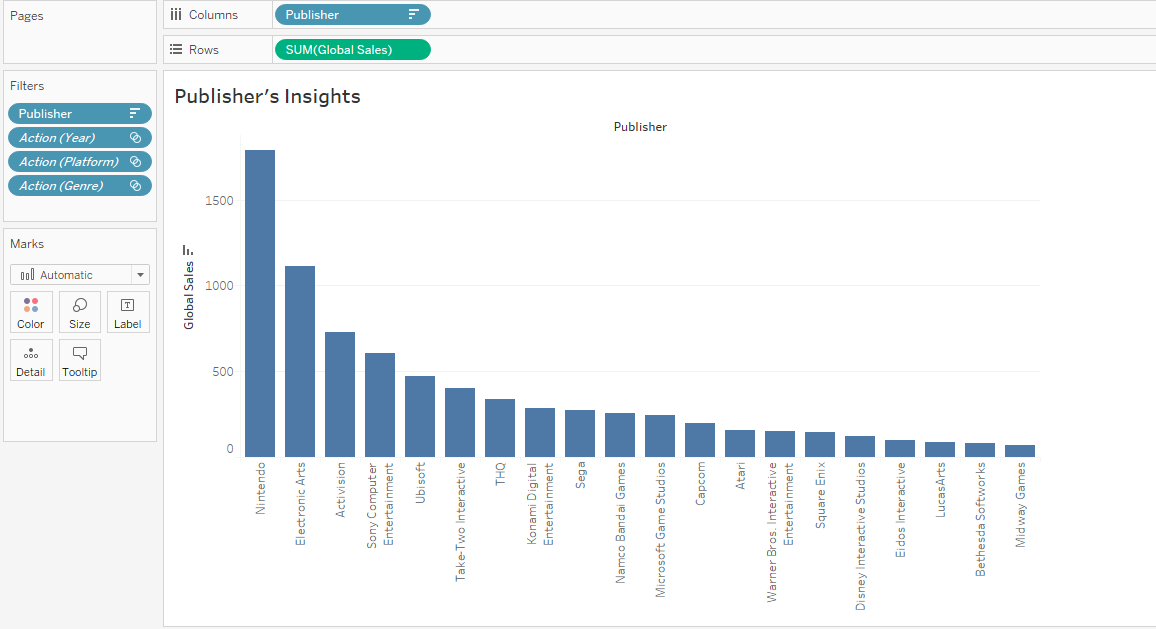 Pages
Columns
Publisher
Rows
SUM(Global Sales)
Filters
Publisher
Action (Year)
Action (Platform)
Action (Genre)
Marks
Automatic
Color
Size
Label
Detail
Tooltip
Publisher's Insights
Publisher
Global Sales
1500
1000
500
0
Nintendo
Electronic Arts
Activision
Sony Computer
Entertainment
Ubisoft
Take-Two Interactive
THQ
Konami Digital
Entertainment
Sega
Namco Bandai Games
Microsoft Game Studios
Capcom
Atari
Warner Bros. Interactive
Entertainment
Square Enix
Disney Interactive Studios
Eidos Interactive
LucasArts
Bethesda Softworks
Midway Games